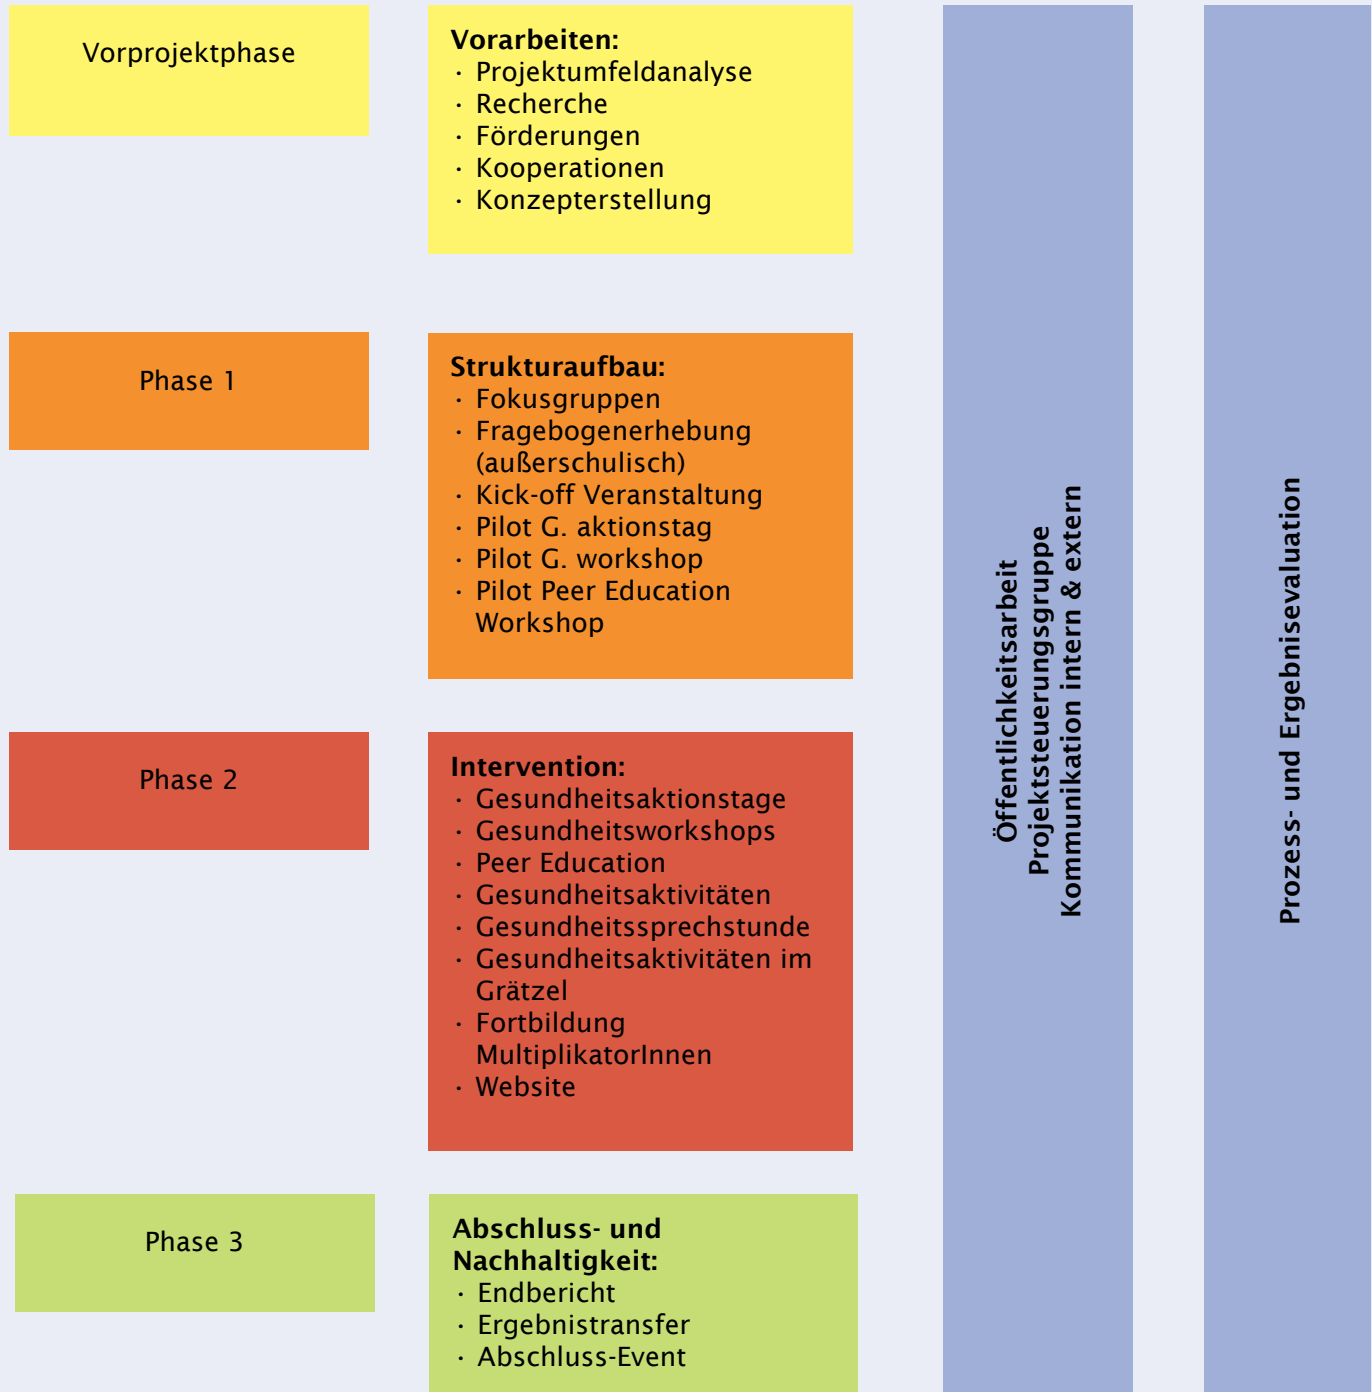 Vorprojektphase
Vorarbeiten:
· Projektumfeldanalyse
· Recherche
· Förderungen
· Kooperationen
· Konzepterstellung
Phase 1
Strukturaufbau:
· Fokusgruppen
· Fragebogenerhebung
(außerschulisch)
· Kick-off Veranstaltung
· Pilot G. aktionstag
· Pilot G. workshop
· Pilot Peer Education
Workshop
Phase 2
Intervention:
· Gesundheitsaktionstage
· Gesundheitsworkshops
· Peer Education
· Gesundheitsaktivitäten
· Gesundheitssprechstunde
· Gesundheitsaktivitäten im
Grätzel
· Fortbildung
MultiplikatorInnen
· Website
Phase 3
Abschluss- und
Nachhaltigkeit:
· Endbericht
· Ergebnistransfer
· Abschluss-Event
Öffentlichkeitsarbeit
Projektsteuerungsgruppe
Kommunikation intern & extern
Prozess- und Ergebnisevaluation